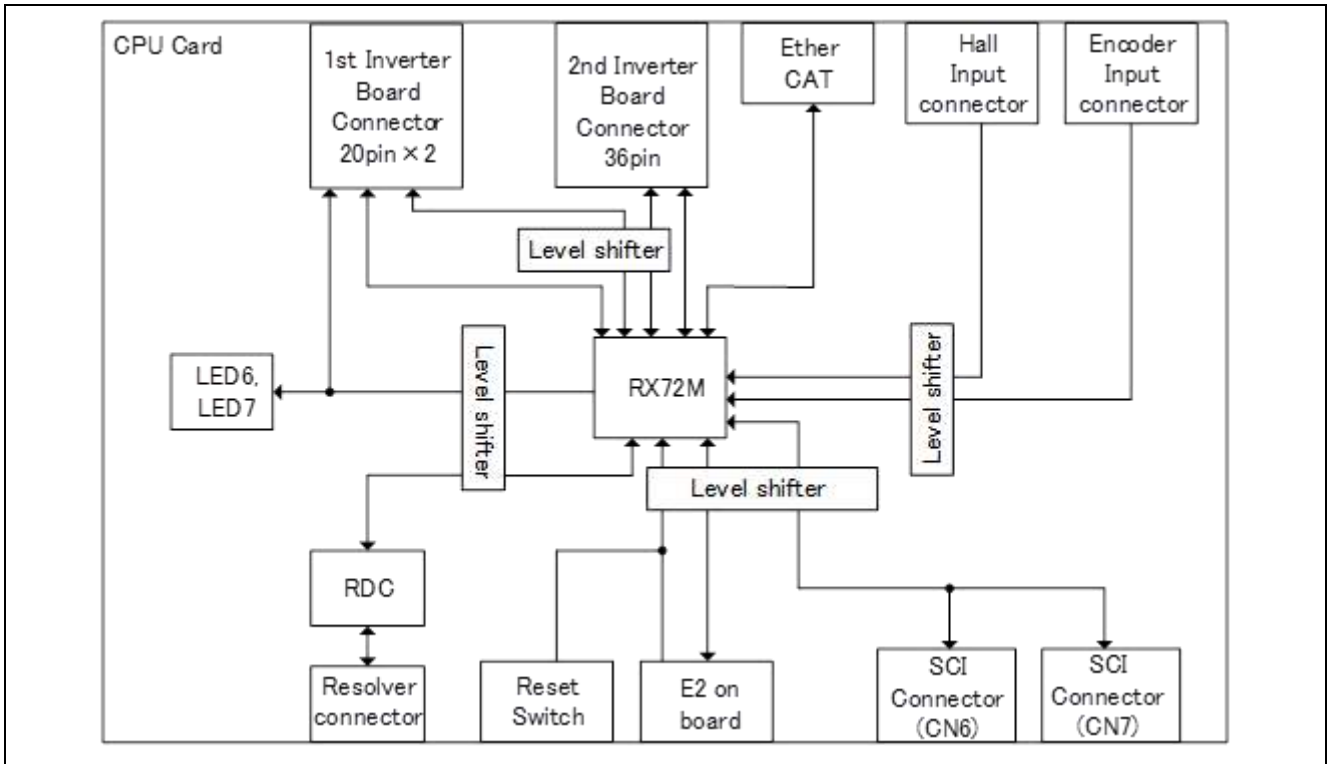 CPU Card
1st Inverter
Board
Connector
20pin × 2
2nd Inverter
Board
Connector
36pin
Ether
CAT
Hall
Input
connector
Encoder
Input
connector
Level shifter
LED6,
LED7
Level shifter
RX72M
Level shifter
Level shifter
RDC
Resolver
connector
Reset
Switch
E2 on
board
SCI
Connector
(CN6)
SCI
Connector
(CN7)